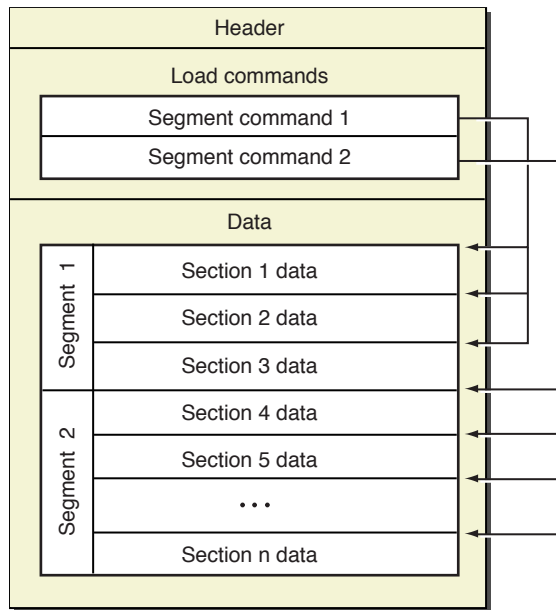 Header
Load commands
Segment command 1
Segment command 2
Data
Segment 1
Section 1 data
Section 2 data
Section 3 data
Segment 2
Section 4 data
Section 5 data
...
Section n data